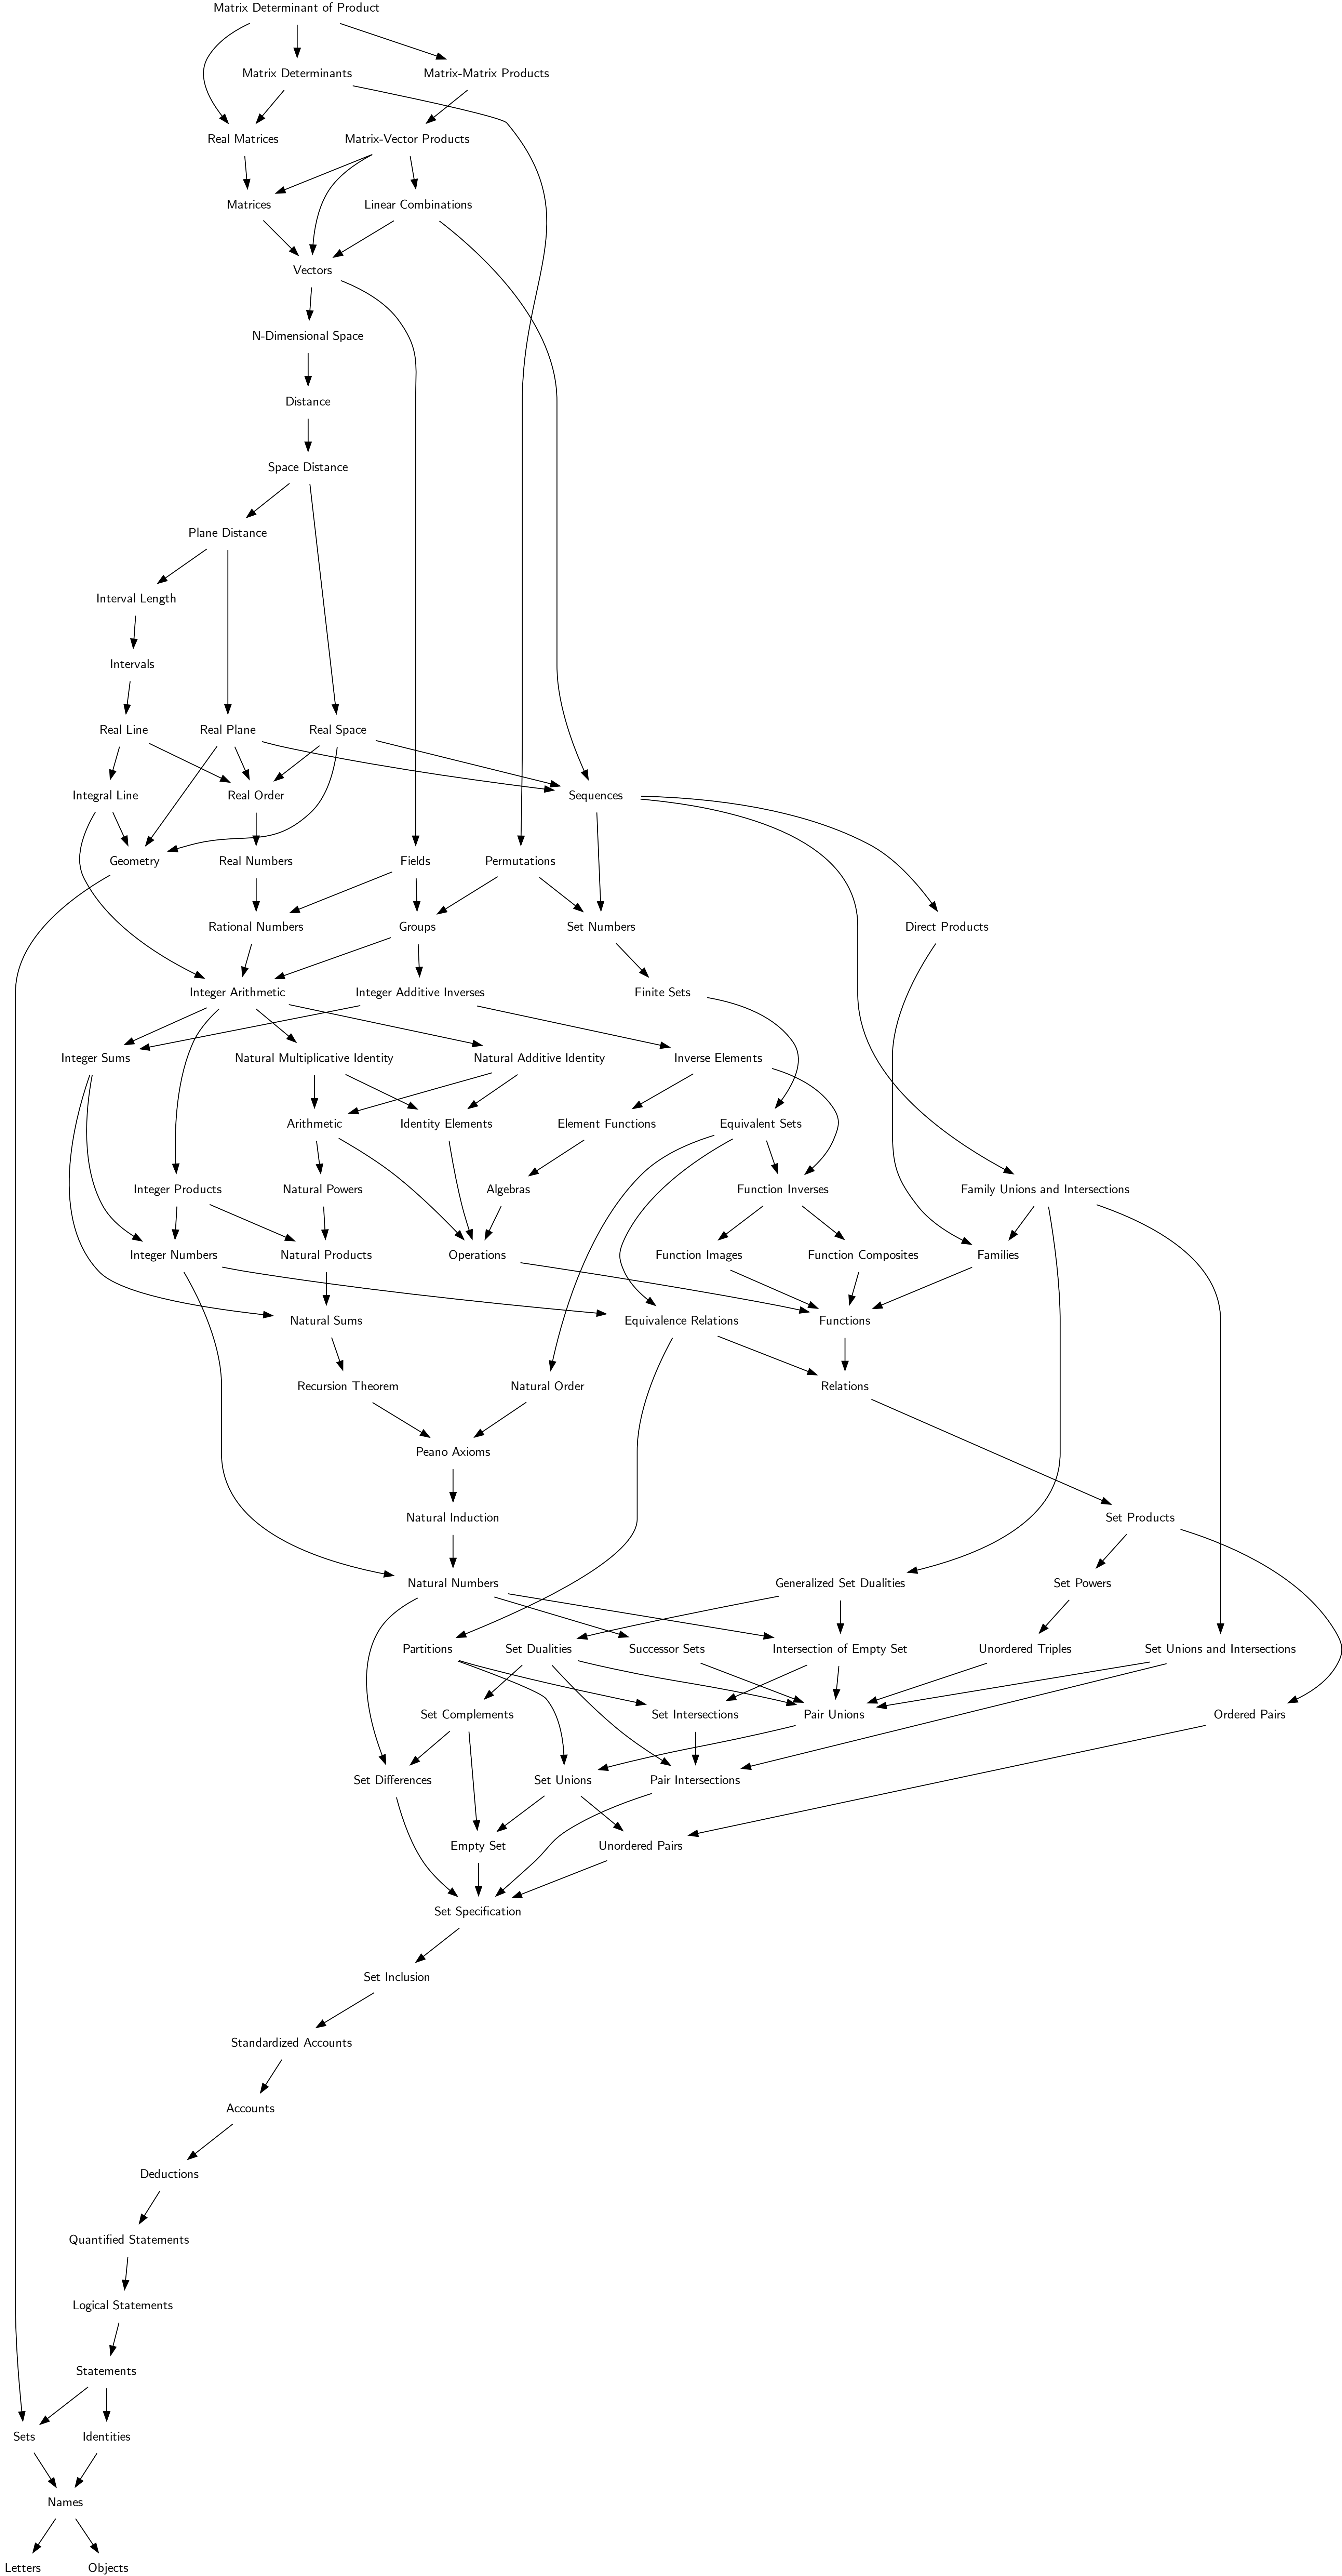 Matrix Determinant of Product
Matrix Determinants
Matrix-Matrix Products
Real Matrices
Matrix-Vector Products
Matrices
Linear Combinations
Vectors
N-Dimensional Space
Distance
Space Distance
Plane Distance
Interval Length
Intervals
Real Line
Real Plane
Real Space
Integral Line
Real Order
Sequences
Geometry
Real Numbers
Fields
Permutations
Rational Numbers
Groups
Set Numbers
Direct Products
Integer Arithmetic
Integer Additive Inverses
Finite Sets
Integer Sums
Natural Multiplicative Identity
Natural Additive Identity
Inverse Elements
Arithmetic
Identity Elements
Element Functions
Equivalent Sets
Integer Products
Natural Powers
Algebras
Function Inverses
Family Unions and Intersections
Integer Numbers
Natural Products
Operations
Function Images
Function Composites
Families
Natural Sums
Equivalence Relations
Functions
Recursion Theorem
Natural Order
Relations
Peano Axioms
Natural Induction
Set Products
Natural Numbers
Generalized Set Dualities
Set Powers
Partitions
Set Dualities
Successor Sets
Intersection of Empty Set
Unordered Triples
Set Unions and Intersections
Set Complements
Set Intersections
Pair Unions
Ordered Pairs
Set Differences
Set Unions
Pair Intersections
Empty Set
Unordered Pairs
Set Specification
Set Inclusion
Standardized Accounts
Accounts
Deductions
Quantified Statements
Logical Statements
Statements
Sets
Identities
Names
Letters
Objects